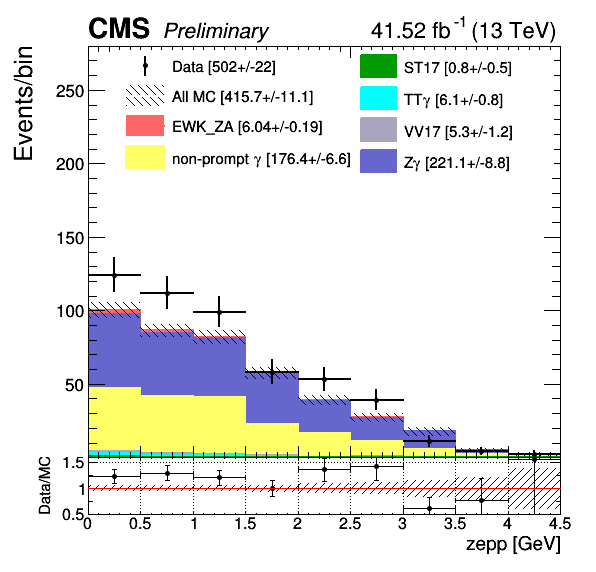 CMS Preliminary 41.52 fb⁻¹ (13 TeV)
Events/bin
Data [502+/-22]
All MC [415.7+/-11.1]
EWK_ZA [6.04+/-0.19]
non-prompt γ [176.4+/-6.6]
ST17 [0.8+/-0.5]
TTγ [6.1+/-0.8]
VV17 [5.3+/-1.2]
Zγ [221.1+/-8.8]
250
200
150
100
50
Data/MC
1.5
1
0.5
0 0.5 1 1.5 2 2.5 3 3.5 4 4.5
zepp [GeV]